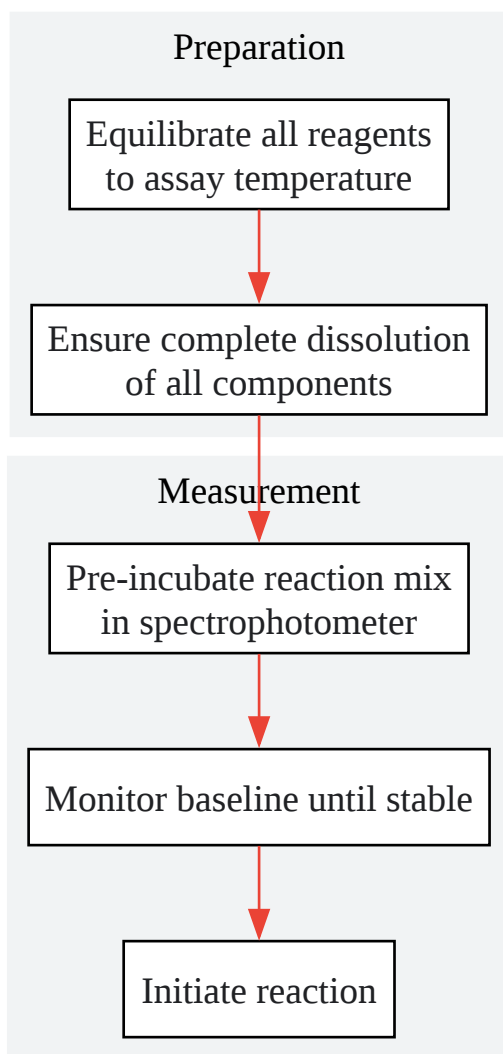 Preparation
Equilibrate all reagents
to assay temperature
Ensure complete dissolution
of all components
Measurement
Pre-incubate reaction mix
in spectrophotometer
Monitor baseline until stable
Initiate reaction